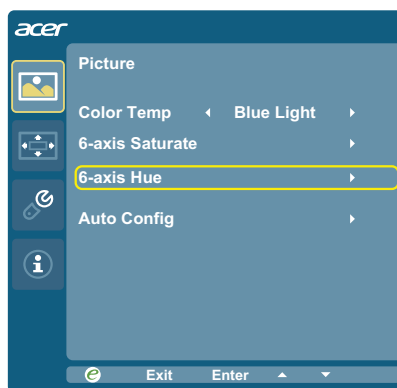 acer
Picture
Color Temp Blue Light
6-axis Saturate
6-axis Hue
Auto Config
e Exit Enter